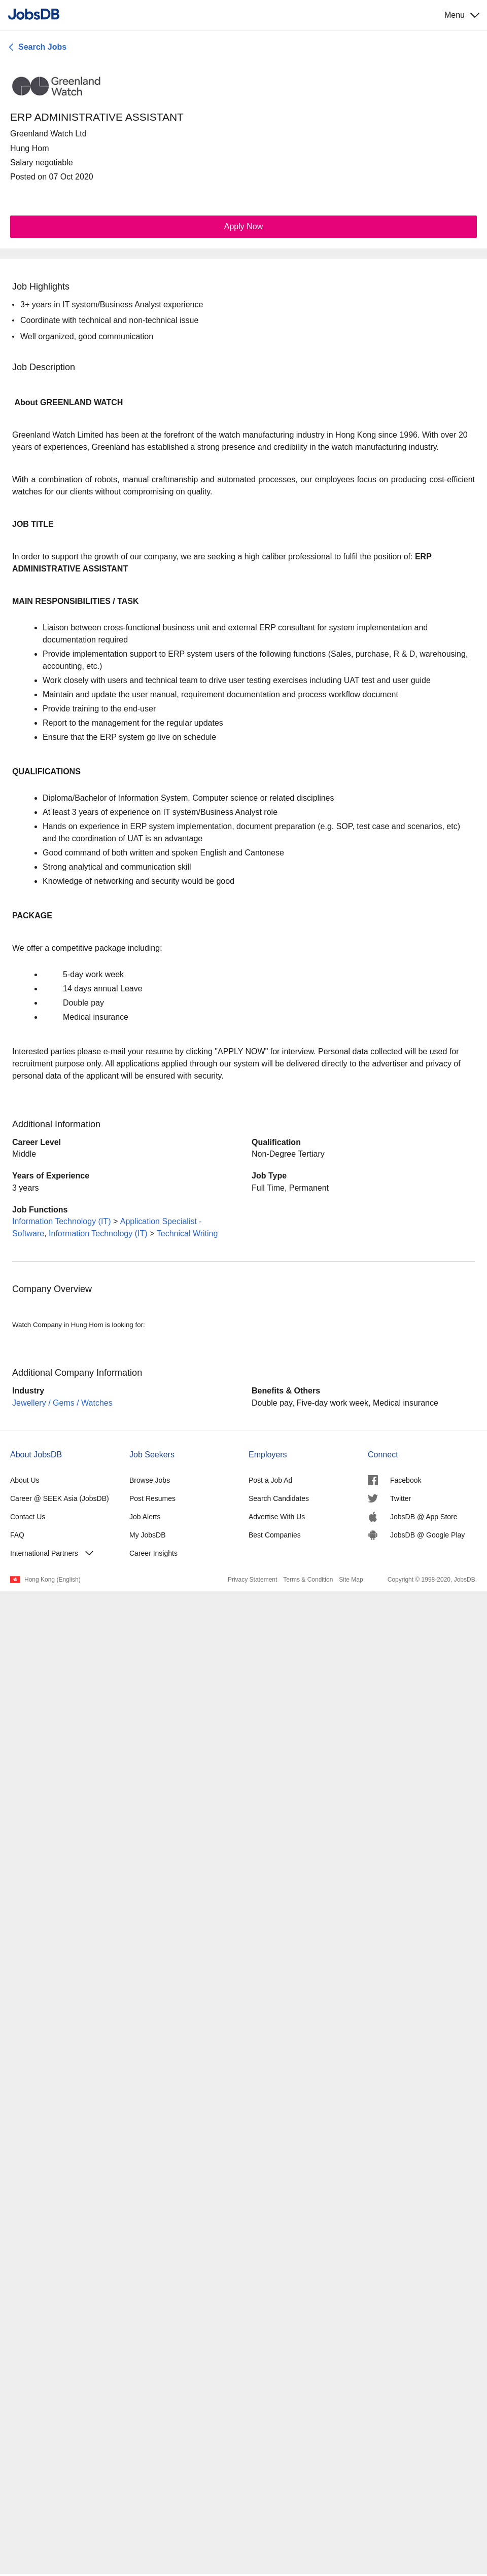 JobsDB
Menu
Search Jobs
Greenland
Watch
ERP ADMINISTRATIVE ASSISTANT
Greenland Watch Ltd
Hung Hom
Salary negotiable
Posted on 07 Oct 2020
Apply Now
Job Highlights
• 3+ years in IT system/Business Analyst experience
• Coordinate with technical and non-technical issue
• Well organized, good communication
Job Description
About GREENLAND WATCH
Greenland Watch Limited has been at the forefront of the watch manufacturing industry in Hong Kong since 1996. With over 20
years of experiences, Greenland has established a strong presence and credibility in the watch manufacturing industry.
With a combination of robots, manual craftmanship and automated processes, our employees focus on producing cost-efficient
watches for our clients without compromising on quality.
JOB TITLE
In order to support the growth of our company, we are seeking a high caliber professional to fulfil the position of: ERP
ADMINISTRATIVE ASSISTANT
MAIN RESPONSIBILITIES / TASK
• Liaison between cross-functional business unit and external ERP consultant for system implementation and
documentation required
• Provide implementation support to ERP system users of the following functions (Sales, purchase, R & D, warehousing,
accounting, etc.)
• Work closely with users and technical team to drive user testing exercises including UAT test and user guide
• Maintain and update the user manual, requirement documentation and process workflow document
• Provide training to the end-user
• Report to the management for the regular updates
• Ensure that the ERP system go live on schedule
QUALIFICATIONS
• Diploma/Bachelor of Information System, Computer science or related disciplines
• At least 3 years of experience on IT system/Business Analyst role
• Hands on experience in ERP system implementation, document preparation (e.g. SOP, test case and scenarios, etc)
and the coordination of UAT is an advantage
• Good command of both written and spoken English and Cantonese
• Strong analytical and communication skill
• Knowledge of networking and security would be good
PACKAGE
We offer a competitive package including:
• 5-day work week
• 14 days annual Leave
• Double pay
• Medical insurance
Interested parties please e-mail your resume by clicking "APPLY NOW" for interview. Personal data collected will be used for
recruitment purpose only. All applications applied through our system will be delivered directly to the advertiser and privacy of
personal data of the applicant will be ensured with security.
Additional Information
Career Level
Middle
Qualification
Non-Degree Tertiary
Years of Experience
3 years
Job Type
Full Time, Permanent
Job Functions
Information Technology (IT) > Application Specialist -
Software, Information Technology (IT) > Technical Writing
Company Overview
Watch Company in Hung Hom is looking for:
Additional Company Information
Industry
Jewellery / Gems / Watches
Benefits & Others
Double pay, Five-day work week, Medical insurance
About JobsDB
About Us
Career @ SEEK Asia (JobsDB)
Contact Us
FAQ
International Partners
Job Seekers
Browse Jobs
Post Resumes
Job Alerts
My JobsDB
Career Insights
Employers
Post a Job Ad
Search Candidates
Advertise With Us
Best Companies
Connect
Facebook
Twitter
JobsDB @ App Store
JobsDB @ Google Play
Hong Kong (English)
Privacy Statement Terms & Condition Site Map Copyright © 1998-2020, JobsDB.